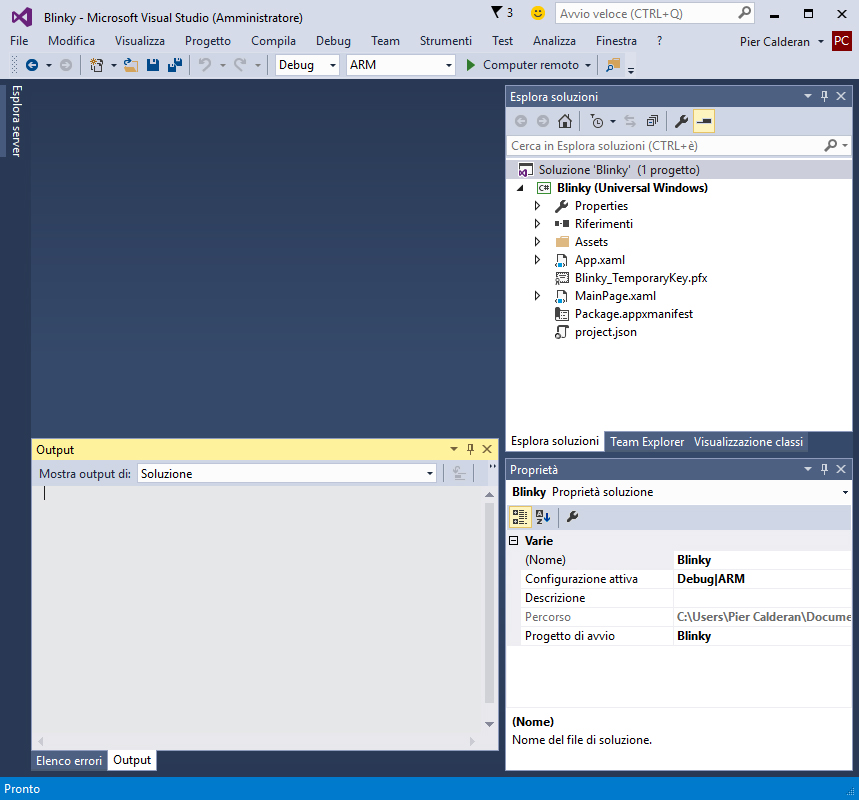 Blinky - Microsoft Visual Studio (Amministratore)
3
Avvio veloce (CTRL+Q)
File Modifica Visualizza Progetto Compila Debug Team Strumenti Test Analizza Finestra ? Pier Calderan PC
Debug ARM Computer remoto
Esplora server
Esplora soluzioni
Cerca in Esplora soluzioni (CTRL+è)
Soluzione 'Blinky' (1 progetto)
C# Blinky (Universal Windows)
Properties
Riferimenti
Assets
App.xaml
Blinky_TemporaryKey.pfx
MainPage.xaml
Package.appxmanifest
project.json
Esplora soluzioni Team Explorer Visualizzazione classi
Output
Mostra output di: Soluzione
Elenco errori Output
Proprietà
Blinky Proprietà soluzione
A
Z
Varie
(Nome) Blinky
Configurazione attiva Debug|ARM
Descrizione
Percorso C:\Users\Pier Calderan\Docume
Progetto di avvio Blinky
(Nome)
Nome del file di soluzione.
Pronto